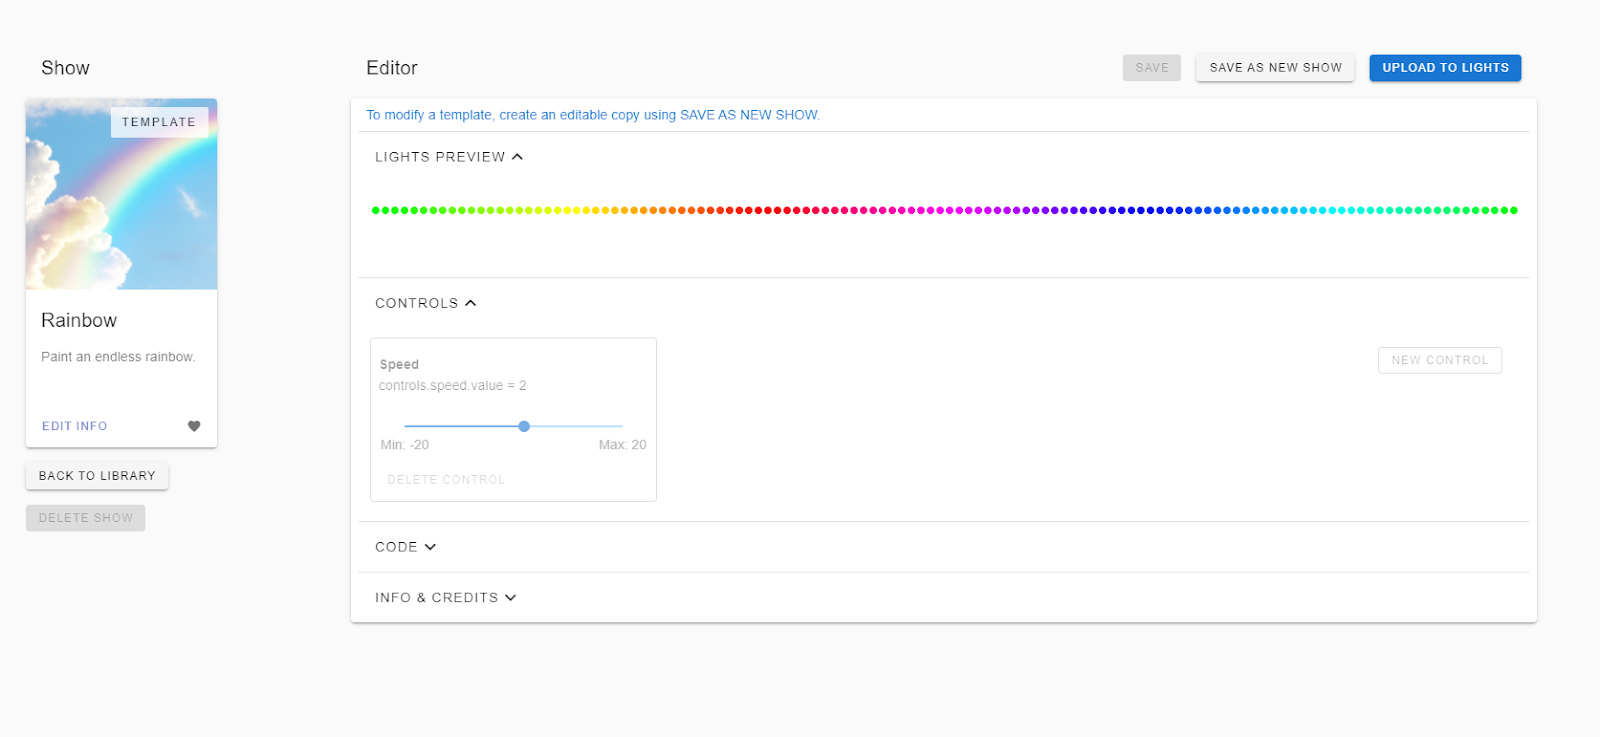 Show
TEMPLATE
Rainbow
Paint an endless rainbow.
EDIT INFO
BACK TO LIBRARY
DELETE SHOW
Editor
SAVE
SAVE AS NEW SHOW
UPLOAD TO LIGHTS
To modify a template, create an editable copy using SAVE AS NEW SHOW.
LIGHTS PREVIEW
CONTROLS
Speed
controls.speed.value = 2
Min: -20
Max: 20
DELETE CONTROL
NEW CONTROL
CODE
INFO & CREDITS